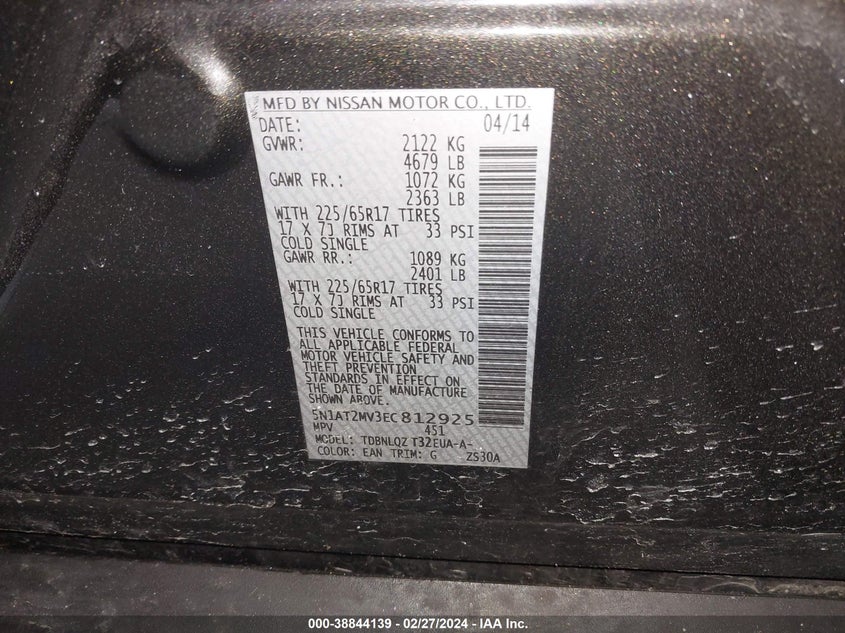 MFD BY NISSAN MOTOR CO., LTD.
DATE: 04/14
GVWR: 2122 KG
4679 LB
GAWR FR.: 1072 KG
2363 LB
WITH 225/65R17 TIRES
17 X 7J RIMS AT 33 PSI
COLD SINGLE
GAWR RR.: 1089 KG
2401 LB
WITH 225/65R17 TIRES
17 X 7J RIMS AT 33 PSI
COLD SINGLE
THIS VEHICLE CONFORMS TO
ALL APPLICABLE FEDERAL
MOTOR VEHICLE SAFETY AND
THEFT PREVENTION
STANDARDS IN EFFECT ON
THE DATE OF MANUFACTURE
SHOWN ABOVE.
5N1AT2MV3EC812925
MPV 451
MODEL: TDBNLQZ T32EUA-A-
COLOR: EAN TRIM: G ZS30A
000-38844139 - 02/27/2024 - IAA Inc.